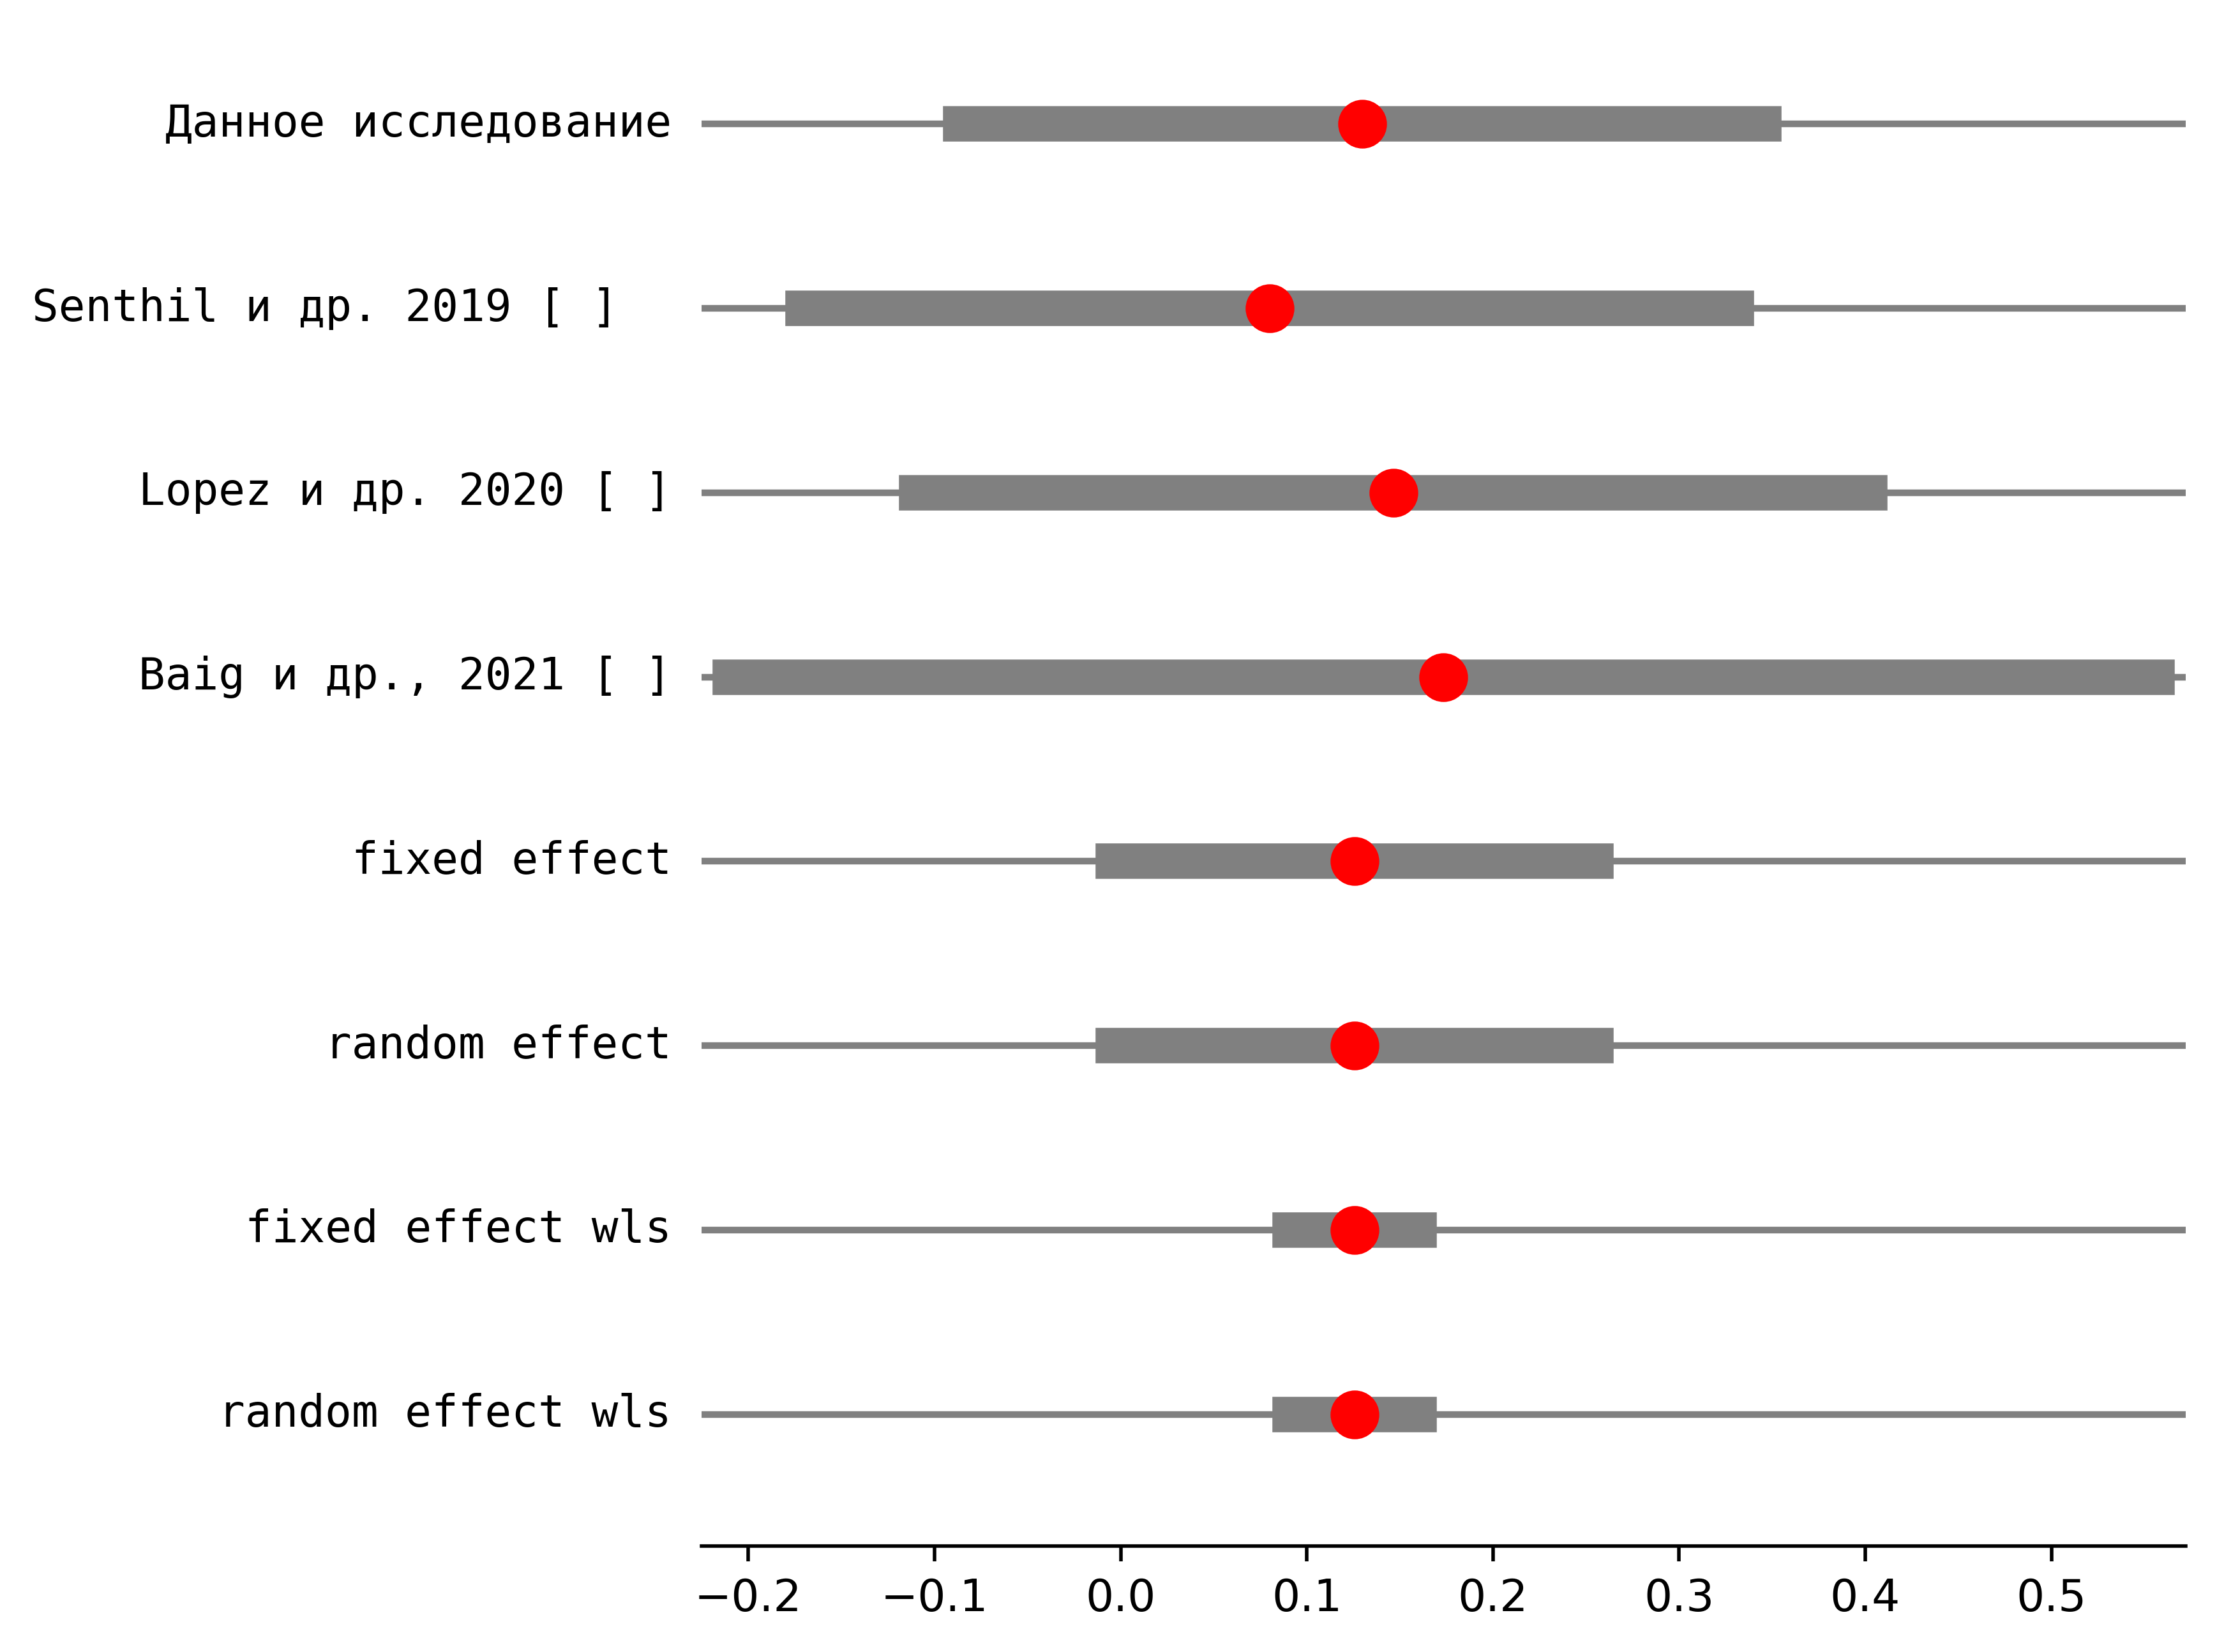 Данное исследование
Senthil и др. 2019 [ ]
Lopez и др. 2020 [ ]
Baig и др., 2021 [ ]
fixed effect
random effect
fixed effect wls
random effect wls
−0.2 −0.1 0.0 0.1 0.2 0.3 0.4 0.5